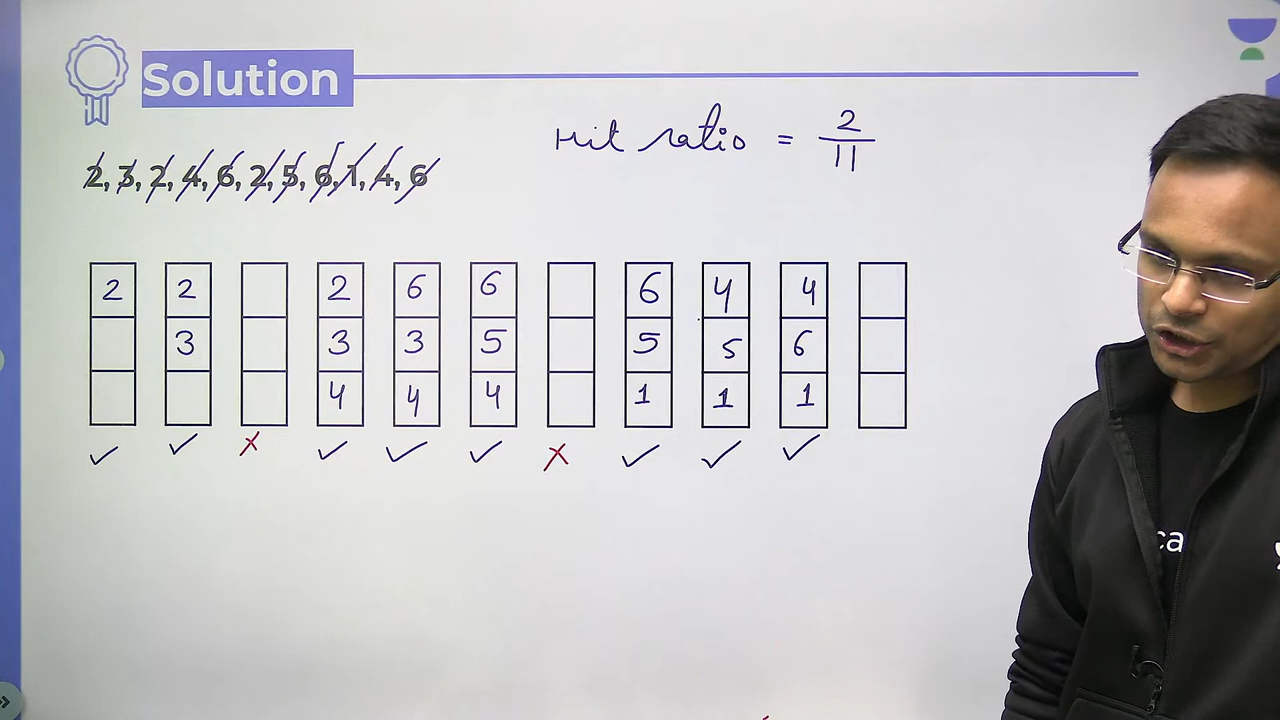 Solution
Hit ratio = 2/11
2, 3, 2, 4, 6, 2, 5, 6, 1, 4, 6
2 2 2 6 6 6 4 4
3 3 3 5 5 5 6
4 4 4 1 1 1
✓ ✓ ✗ ✓ ✓ ✓ ✗ ✓ ✓ ✓
ca
»